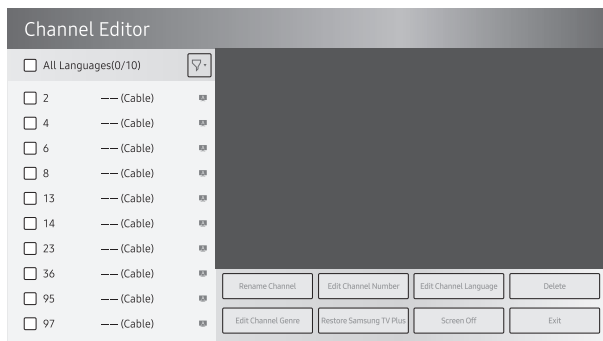 Channel Editor
All Languages(0/10)
2 —— (Cable)
4 —— (Cable)
6 —— (Cable)
8 —— (Cable)
13 —— (Cable)
14 —— (Cable)
23 —— (Cable)
36 —— (Cable)
95 —— (Cable)
97 —— (Cable)
Rename Channel Edit Channel Number Edit Channel Language Delete
Edit Channel Genre Restore Samsung TV Plus Screen Off Exit